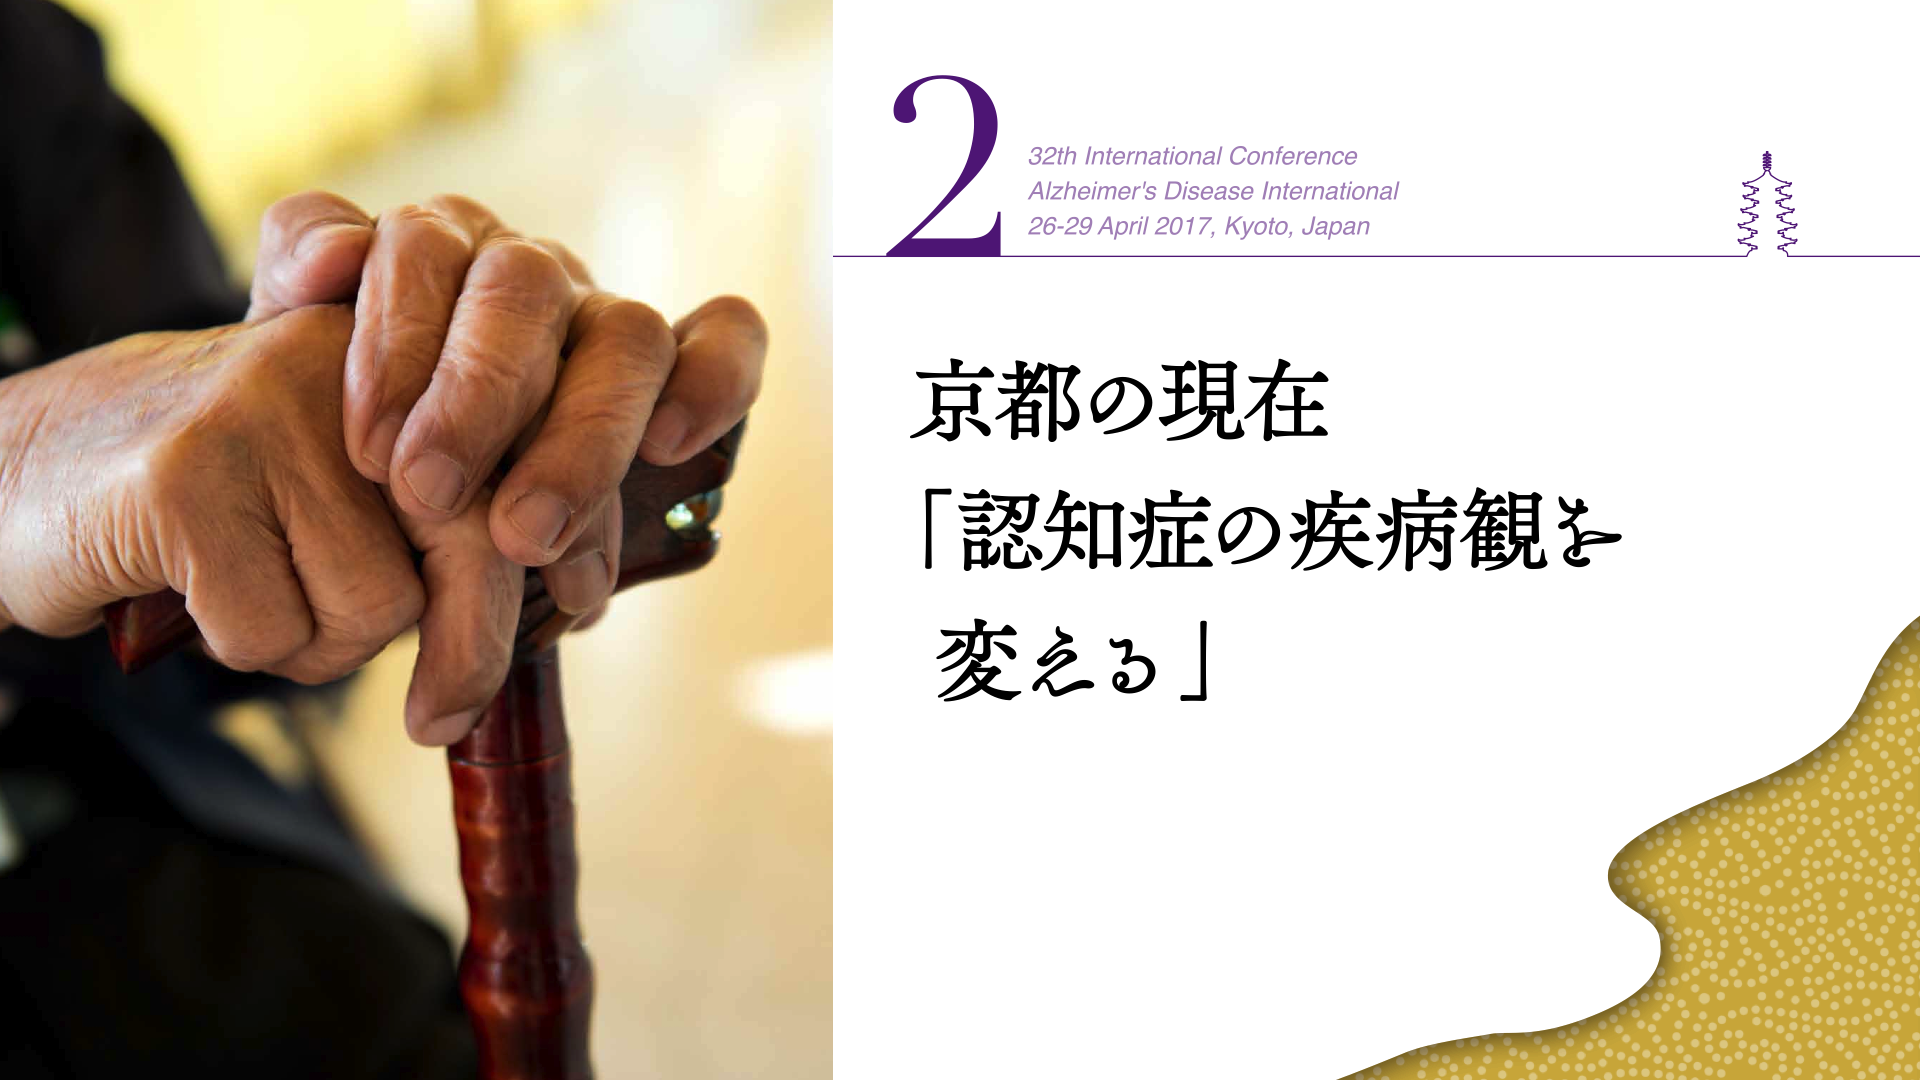 2
32th International Conference
Alzheimer's Disease International
26-29 April 2017, Kyoto, Japan
京都の現在
「認知症の疾病観を
変える」